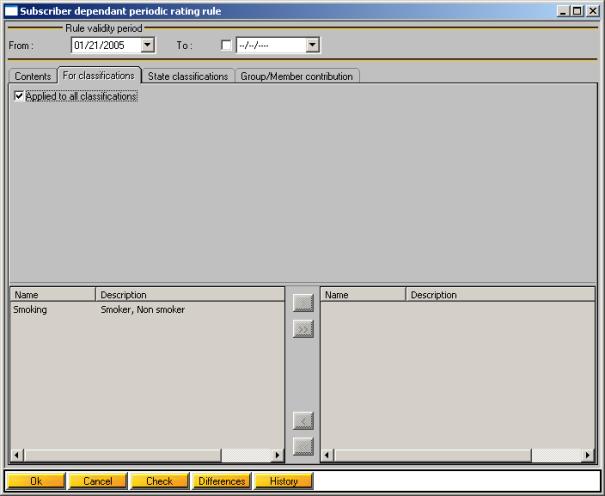 Subscriber dependant periodic rating rule
Rule validity period
From : 01/21/2005 To : --/--/----
Contents For classifications State classifications Group/Member contribution
Applied to all classifications
Name Description Name Description
Smoking Smoker, Non smoker
>
>>
<
Ok Cancel Check Differences History